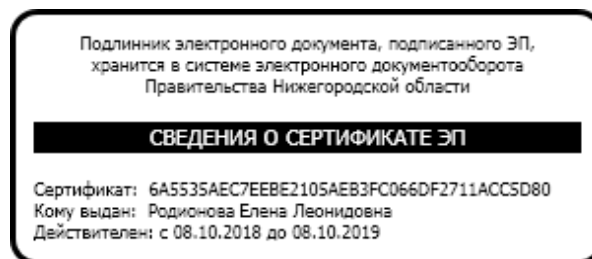 Подлинник электронного документа, подписанного ЭП,
хранится в системе электронного документооборота
Правительства Нижегородской области
СВЕДЕНИЯ О СЕРТИФИКАТЕ ЭП
Сертификат: 6A5535AEC7EEBE2105AEB3FC066DF2711ACC5D80
Кому выдан: Родионова Елена Леонидовна
Действителен: с 08.10.2018 до 08.10.2019